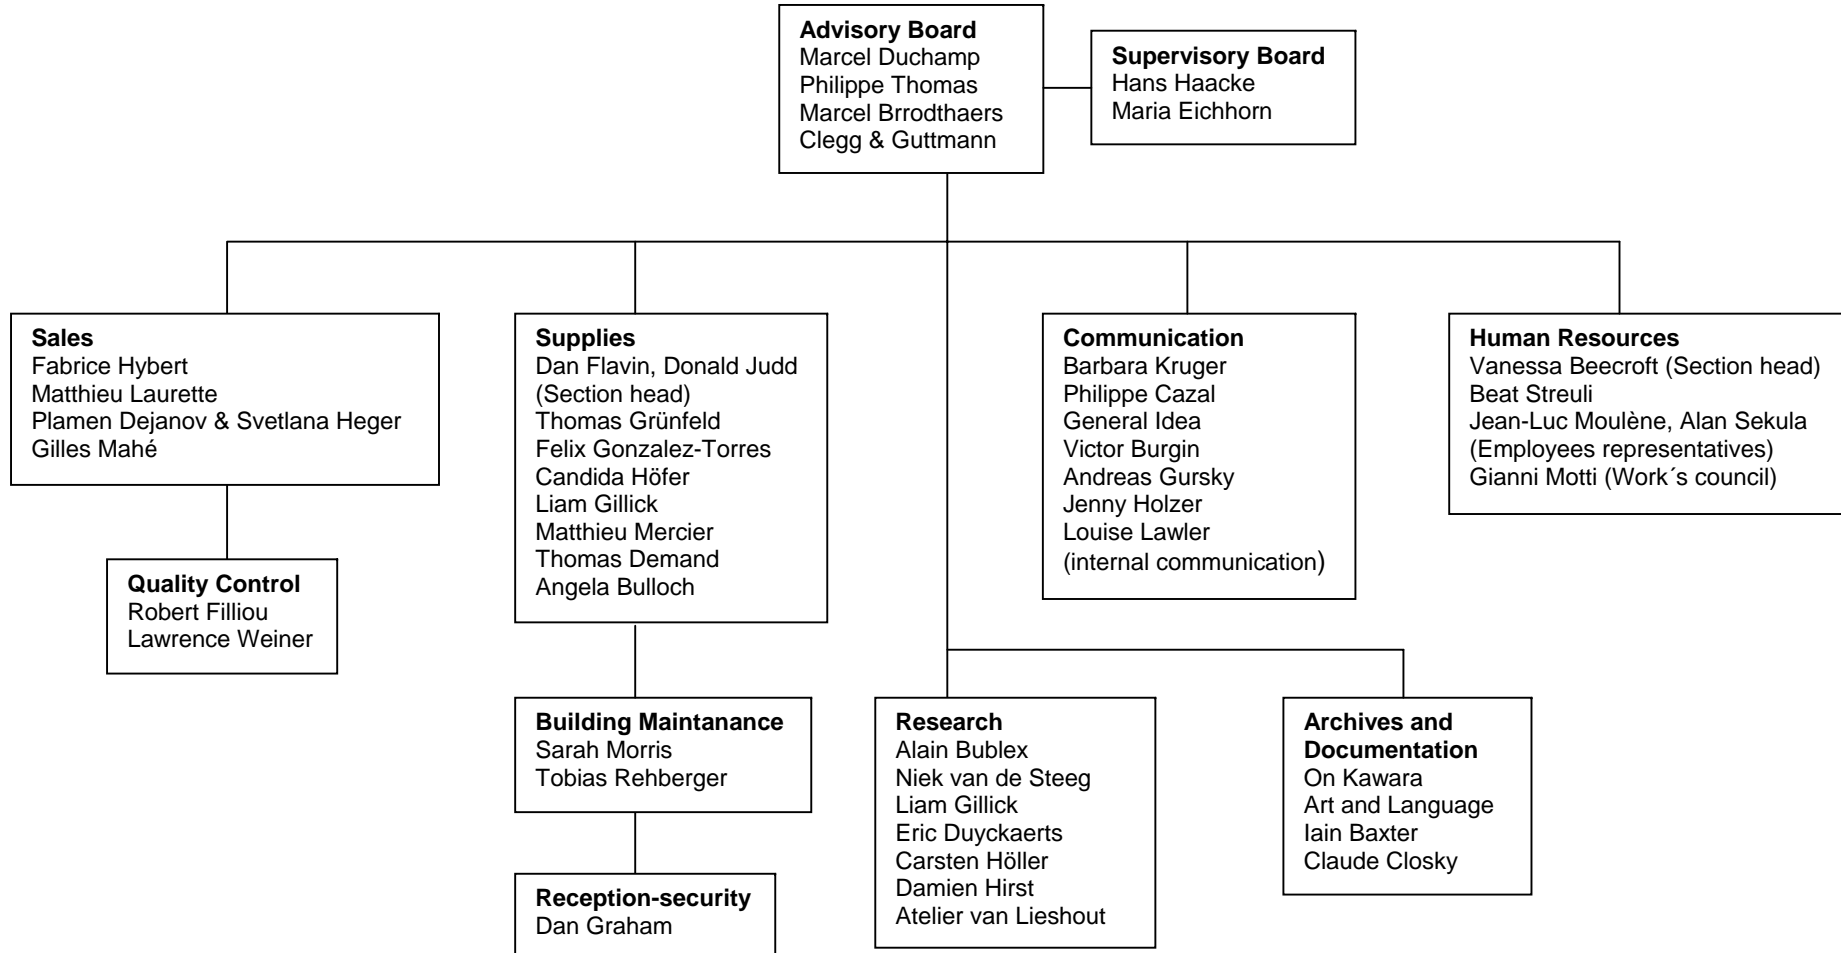 Advisory Board
Marcel Duchamp
Philippe Thomas
Marcel Brrodthaers
Clegg & Guttmann
Supervisory Board
Hans Haacke
Maria Eichhorn
Sales
Fabrice Hybert
Matthieu Laurette
Plamen Dejanov & Svetlana Heger
Gilles Mahé
Supplies
Dan Flavin, Donald Judd
(Section head)
Thomas Grünfeld
Felix Gonzalez-Torres
Candida Höfer
Liam Gillick
Matthieu Mercier
Thomas Demand
Angela Bulloch
Communication
Barbara Kruger
Philippe Cazal
General Idea
Victor Burgin
Andreas Gursky
Jenny Holzer
Louise Lawler
(internal communication)
Human Resources
Vanessa Beecroft (Section head)
Beat Streuli
Jean-Luc Moulène, Alan Sekula
(Employees representatives)
Gianni Motti (Work´s council)
Quality Control
Robert Filliou
Lawrence Weiner
Building Maintanance
Sarah Morris
Tobias Rehberger
Research
Alain Bublex
Niek van de Steeg
Liam Gillick
Eric Duyckaerts
Carsten Höller
Damien Hirst
Atelier van Lieshout
Archives and
Documentation
On Kawara
Art and Language
Iain Baxter
Claude Closky
Reception-security
Dan Graham